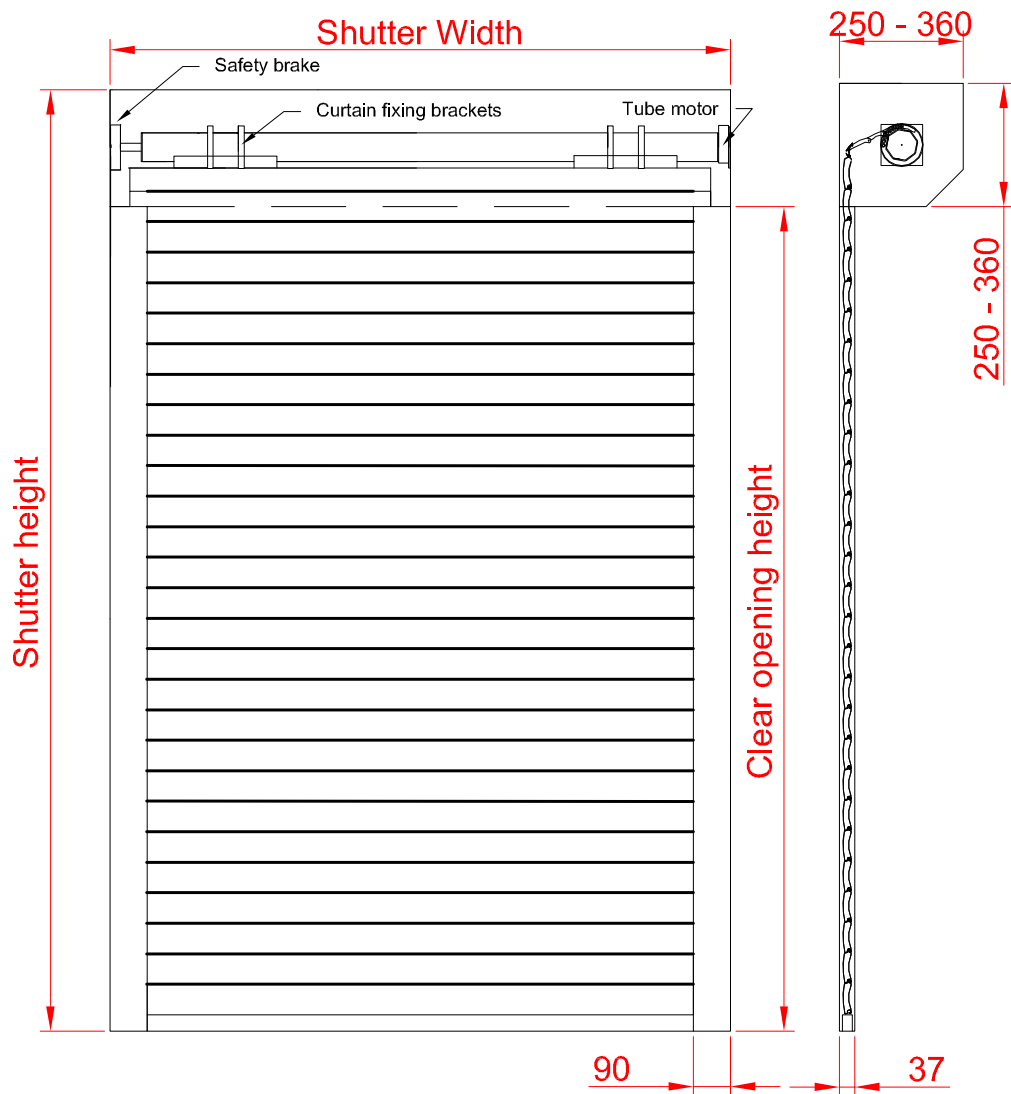 Shutter Width
250 - 360
Safety brake
Curtain fixing brackets
Tube motor
250 - 360
Shutter height
Clear opening height
90
37